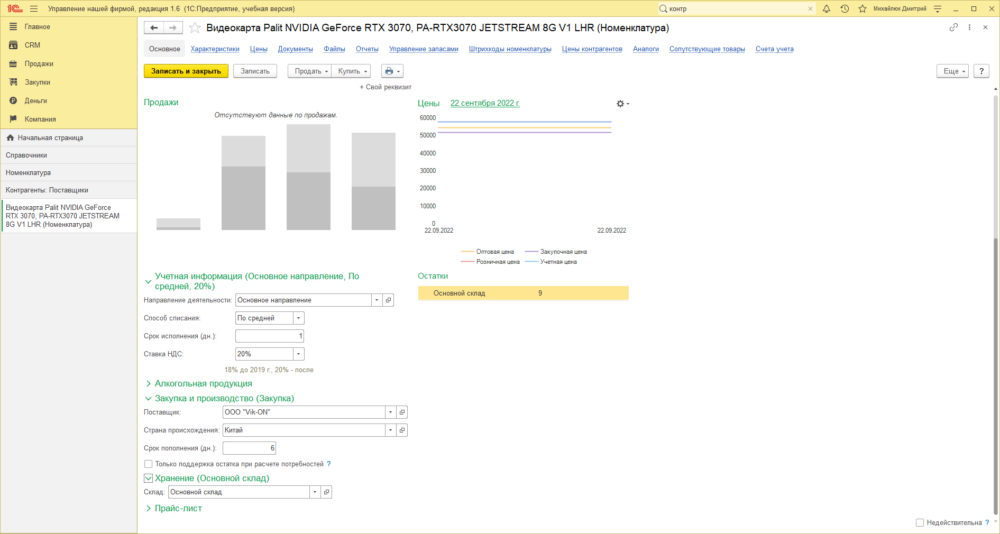 1С Управление нашей фирмой, редакция 1.6 (1С:Предприятие, учебная версия)
контр
Михайлюк Дмитрий
Главное
CRM
Продажи
Закупки
Деньги
Компания
Начальная страница
Справочники
Номенклатура
Контрагенты: Поставщики
Видеокарта Palit NVIDIA GeForce
RTX 3070, PA-RTX3070 JETSTREAM
8G V1 LHR (Номенклатура)
Видеокарта Palit NVIDIA GeForce RTX 3070, PA-RTX3070 JETSTREAM 8G V1 LHR (Номенклатура)
Основное Характеристики Цены Документы Файлы Отчеты Управление запасами Штрихкоды номенклатуры Цены контрагентов Аналоги Сопутствующие товары Счета учета
Записать и закрыть Записать Продать Купить Еще ?
+ Свой реквизит
Продажи
Отсутствуют данные по продажам.
Цены 22 сентября 2022 г.
60000
50000
40000
30000
20000
10000
0
22.09.2022 22.09.2022
Оптовая цена Закупочная цена
Розничная цена Учетная цена
Учетная информация (Основное направление, По
средней, 20%)
Направление деятельности: Основное направление
Способ списания: По средней
Срок исполнения (дн.): 1
Ставка НДС: 20%
18% до 2019 г., 20% - после
Остатки
Основной склад 9
Алкогольная продукция
Закупка и производство (Закупка)
Поставщик: ООО "Vik-ON"
Страна происхождения: Китай
Срок пополнения (дн.): 6
Только поддержка остатка при расчете потребностей ?
Хранение (Основной склад)
Склад: Основной склад
Прайс-лист
Недействительна ?